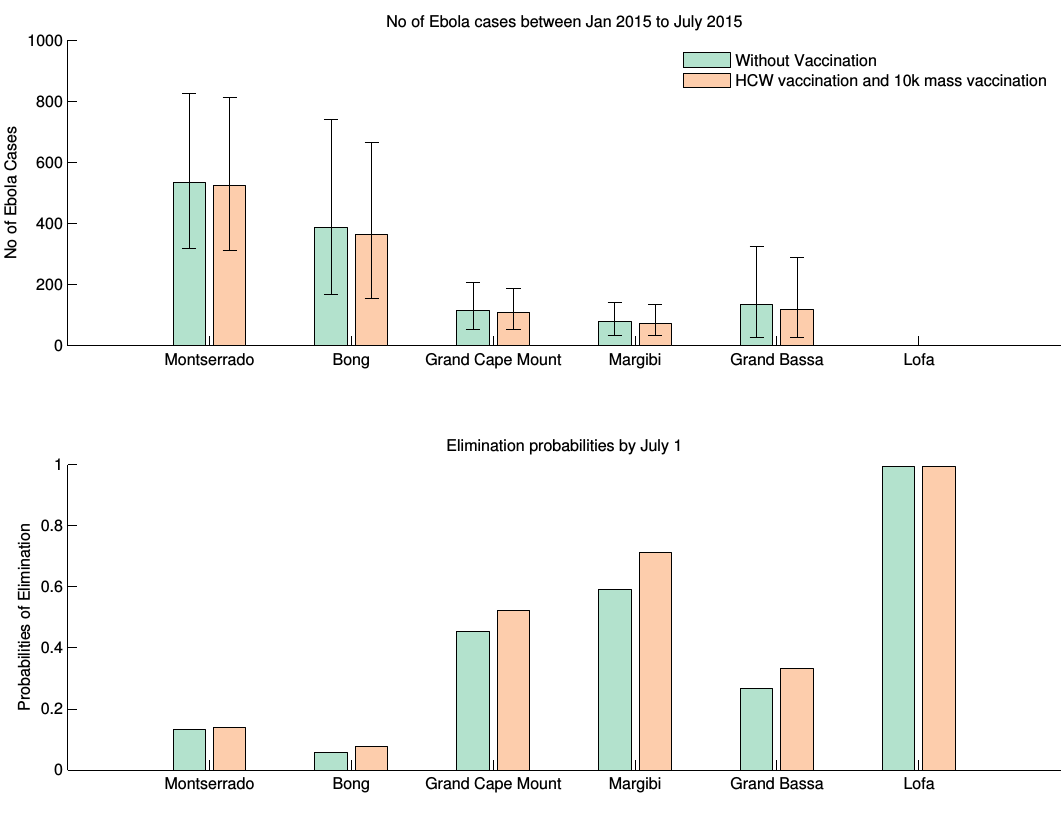 No of Ebola cases between Jan 2015 to July 2015
1000
800
600
400
200
0
No of Ebola Cases
Without Vaccination
HCW vaccination and 10k mass vaccination
Montserrado Bong Grand Cape Mount Margibi Grand Bassa Lofa
Elimination probabilities by July 1
1
0.8
0.6
0.4
0.2
0
Probabilities of Elimination
Montserrado Bong Grand Cape Mount Margibi Grand Bassa Lofa